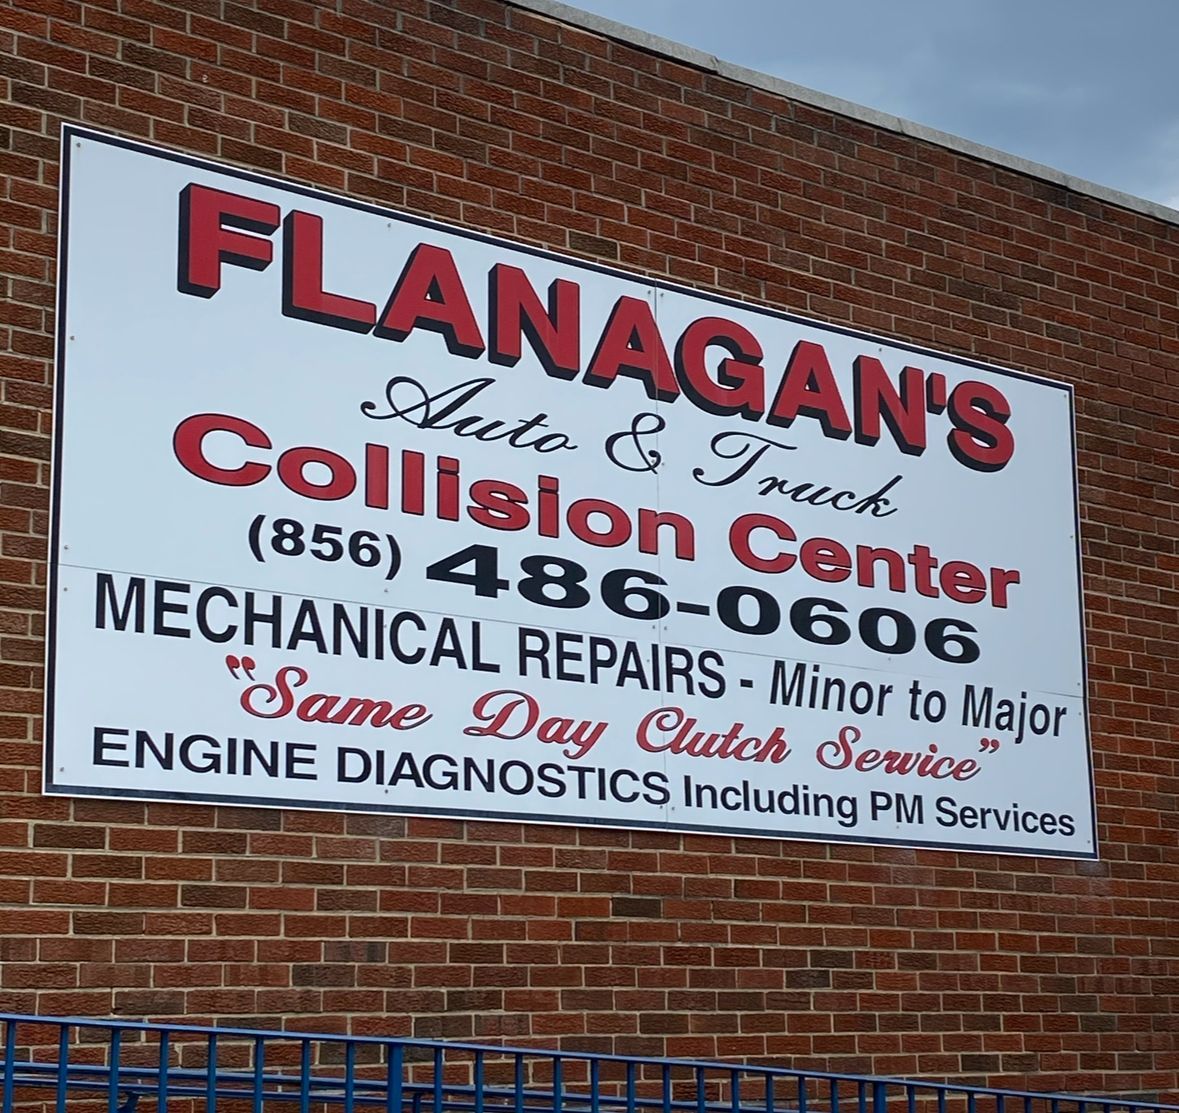 FLANAGAN'S
Auto & Truck
Collision Center
(856) 486-0606
MECHANICAL REPAIRS - Minor to Major
"Same Day Clutch Service"
ENGINE DIAGNOSTICS Including PM Services